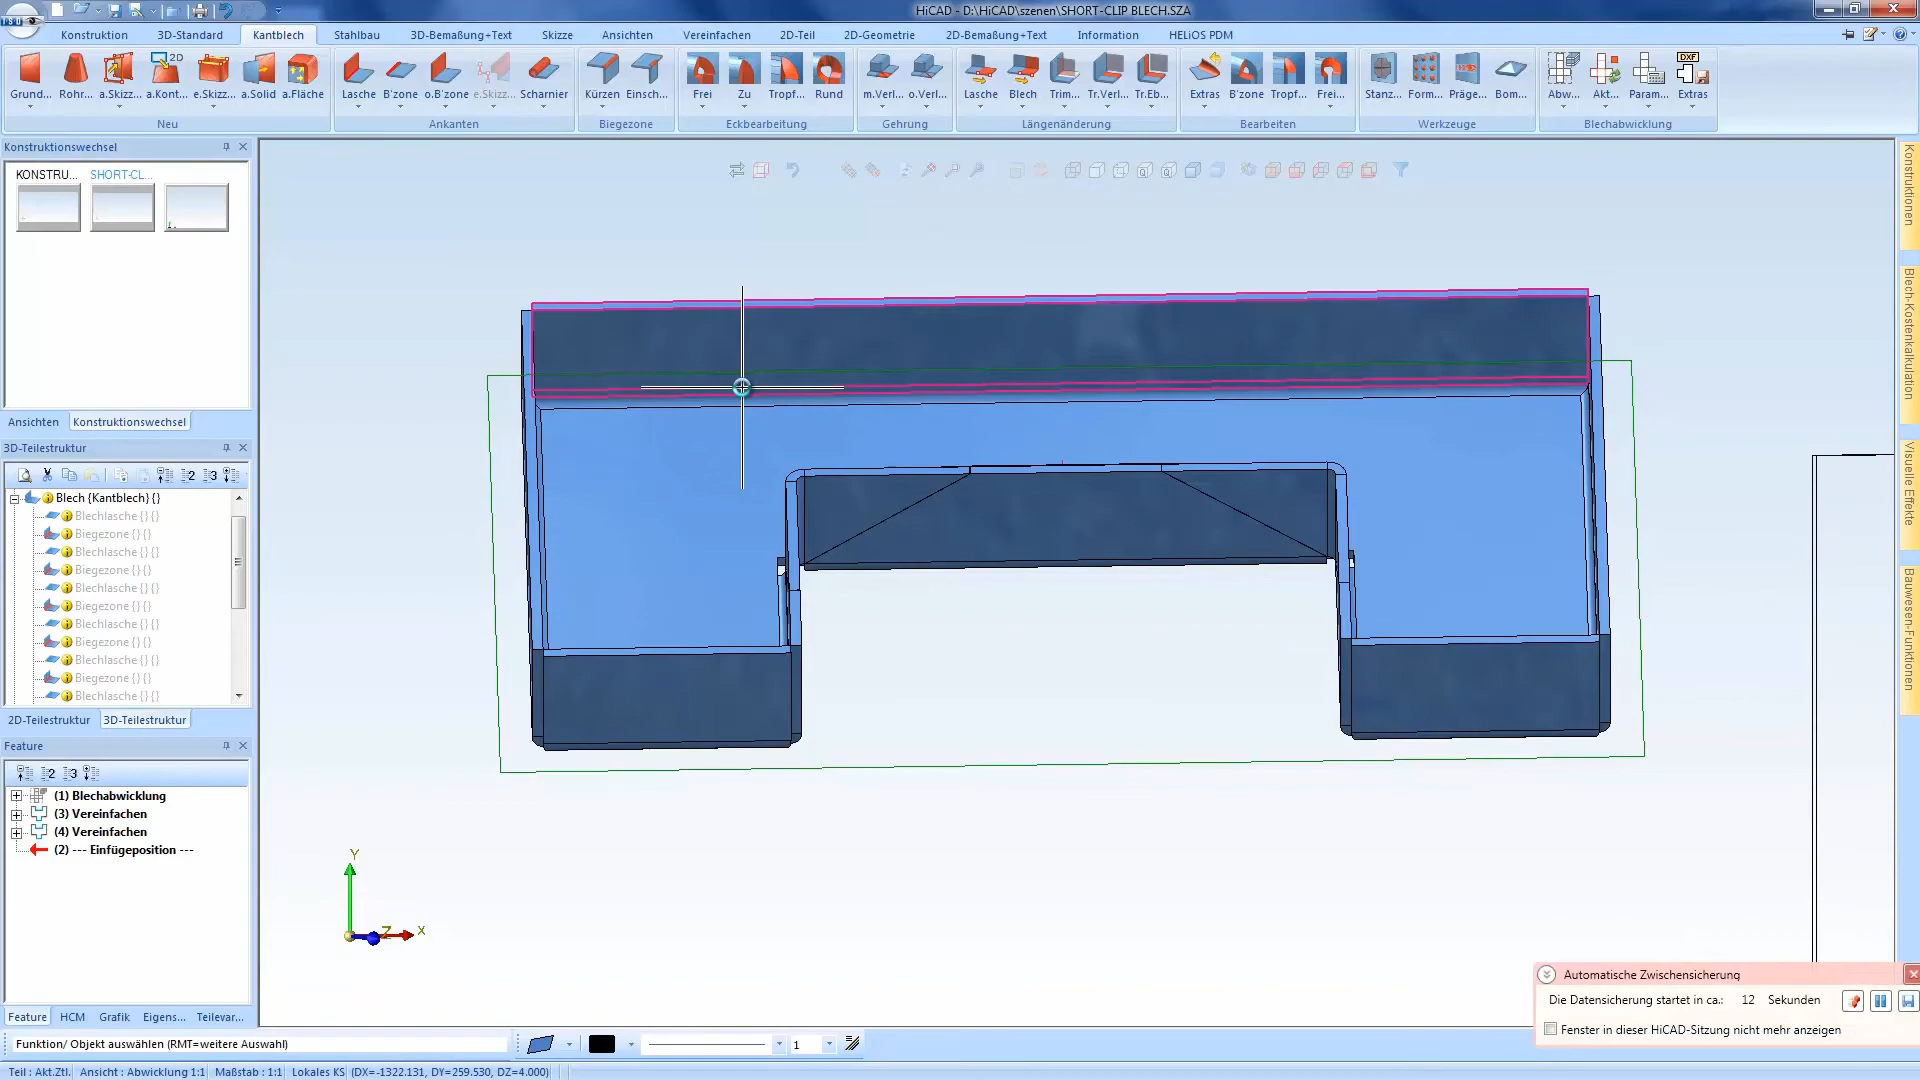 HiCAD - D:\HiCAD\szenen\SHORT-CLIP BLECH.SZA
Konstruktion 3D-Standard Kantblech Stahlbau 3D-Bemaßung+Text Skizze Ansichten Vereinfachen 2D-Teil 2D-Geometrie 2D-Bemaßung+Text Information HELiOS PDM
Grund... Rohr... a.Skizz... a.Kont... e.Skizz... a.Solid a.Fläche Lasche B'zone o.B'zone e.Skizz... Scharnier Kürzen Einsch... Frei Zu Tropf... Rund m.Verl... o.Verl... Lasche Blech Trim... Tr.Verl... Tr.Eb... Extras B'zone Tropf... Frei... Stanz... Form... Präge... Bom... Abw... Akt... Param... Extras
Neu Ankanten Biegezone Eckbearbeitung Gehrung Längenänderung Bearbeiten Werkzeuge Blechabwicklung
Konstruktionswechsel
KONSTRU... SHORT-CL...
Ansichten Konstruktionswechsel
3D-Teilestruktur
2 3
Blech {Kantblech} {}
Blechlasche {} {}
Biegezone {} {}
Blechlasche {} {}
Biegezone {} {}
Blechlasche {} {}
Biegezone {} {}
Blechlasche {} {}
Biegezone {} {}
Blechlasche {} {}
Biegezone {} {}
Blechlasche {} {}
2D-Teilestruktur 3D-Teilestruktur
Feature
2 3
(1) Blechabwicklung
(3) Vereinfachen
(4) Vereinfachen
(2) --- Einfügeposition ---
Feature HCM Grafik Eigens... Teilevar...
Y
Z X
Konstruktionen
Blech-Kostenkalkulation
Visuelle Effekte
Bauwesen-Funktionen
Automatische Zwischensicherung
Die Datensicherung startet in ca.: 12 Sekunden
Fenster in dieser HiCAD-Sitzung nicht mehr anzeigen
Funktion/ Objekt auswählen (RMT=weitere Auswahl)
1
Teil : Akt.Ztl. Ansicht : Abwicklung 1:1 Maßstab : 1:1 Lokales KS (DX=-1322.131, DY=259.530, DZ=4.000)